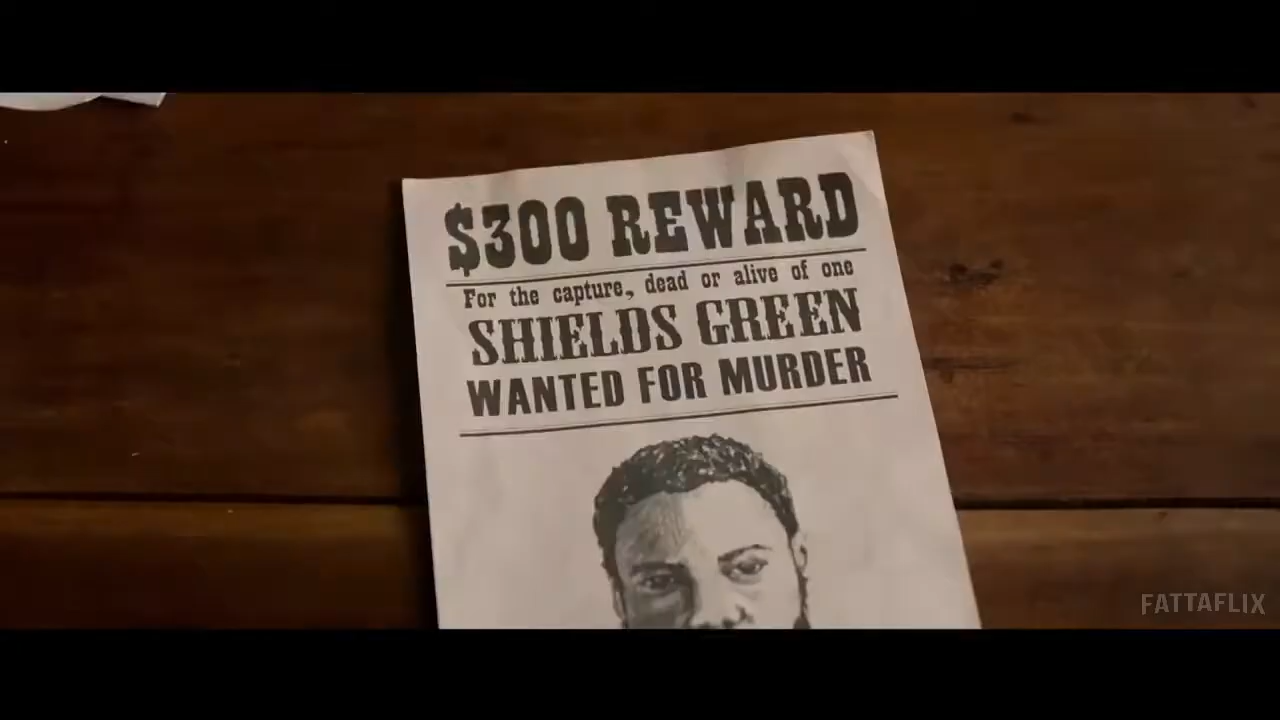 $300 REWARD
For the capture, dead or alive of one
SHIELDS GREEN
WANTED FOR MURDER
FATTAFLIX